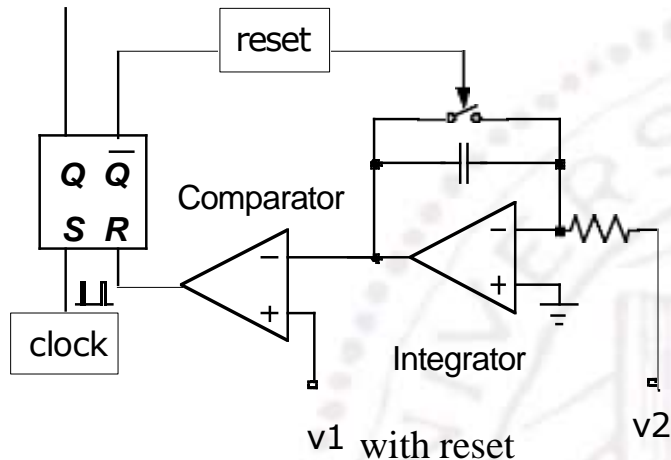 reset
Q Q̅
S R
Comparator
−
+
−
+
clock
Integrator
v1 with reset
v2